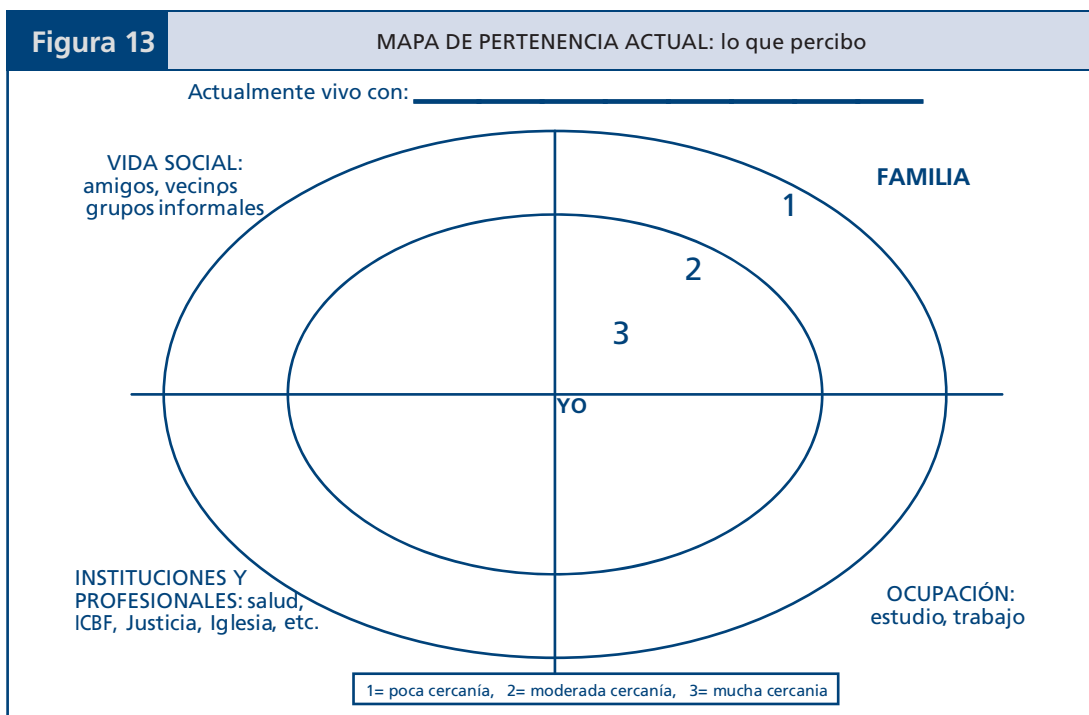 Figura 13
MAPA DE PERTENENCIA ACTUAL: lo que percibo
Actualmente vivo con:
VIDA SOCIAL:
amigos, vecinos
grupos informales
FAMILIA
1
2
3
YO
INSTITUCIONES Y
PROFESIONALES: salud,
ICBF, Justicia, Iglesia, etc.
OCUPACIÓN:
estudio, trabajo
1= poca cercanía, 2= moderada cercanía, 3= mucha cercania